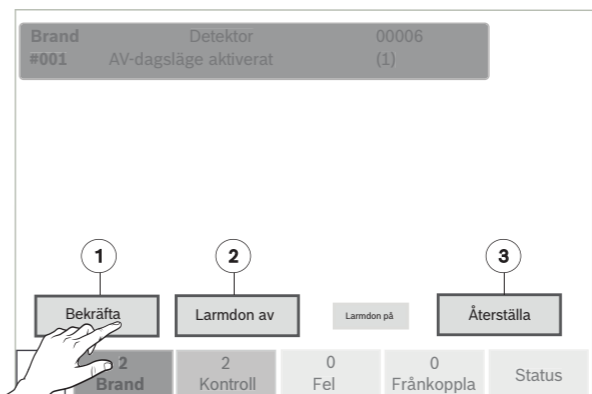 Brand Detektor 00006
#001 AV-dagsläge aktiverat (1)
1 2 3
Bekräfta Larmdon av Larmdon på Återställa
2 2 0 0
Brand Kontroll Fel Frånkoppla Status